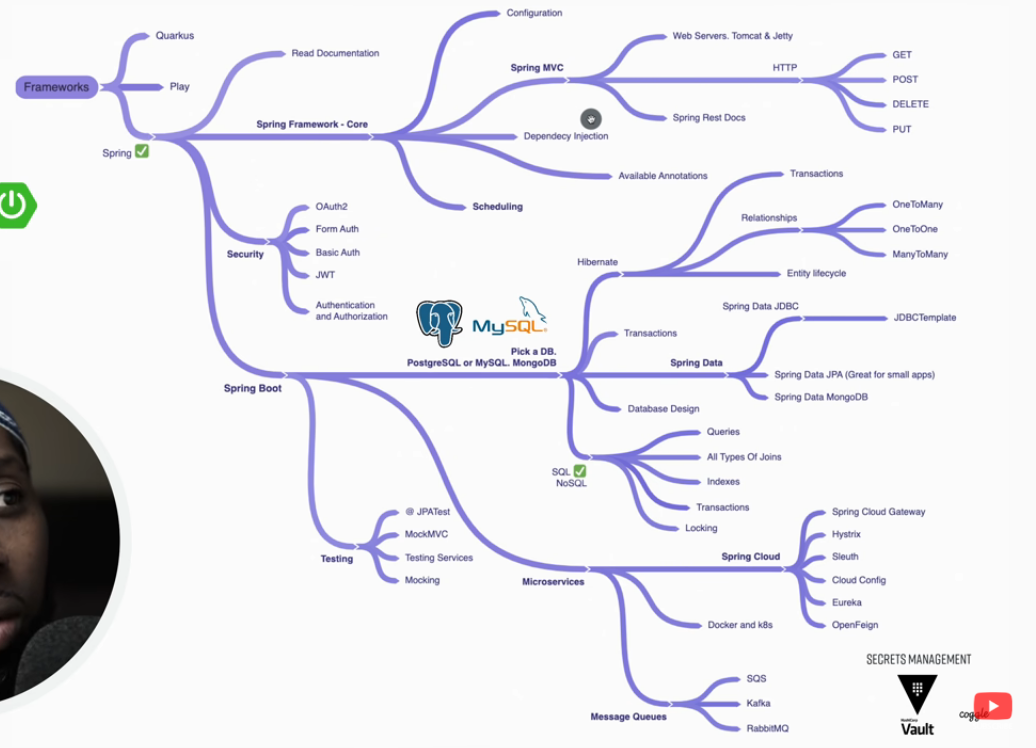 Frameworks
Quarkus
Play
Spring
Read Documentation
Spring Framework - Core
Configuration
Spring MVC
Web Servers. Tomcat & Jetty
HTTP
GET
POST
DELETE
PUT
Spring Rest Docs
Dependecy Injection
Available Annotations
Scheduling
Security
OAuth2
Form Auth
Basic Auth
JWT
Authentication
and Authorization
Spring Boot
MySQL
Pick a DB.
PostgreSQL or MySQL. MongoDB
Hibernate
Transactions
Relationships
OneToMany
OneToOne
ManyToMany
Entity lifecycle
Transactions
Spring Data
Spring Data JDBC
JDBCTemplate
Spring Data JPA (Great for small apps)
Spring Data MongoDB
Database Design
SQL
NoSQL
Queries
All Types Of Joins
Indexes
Transactions
Locking
Testing
@ JPATest
MockMVC
Testing Services
Mocking
Microservices
Spring Cloud
Spring Cloud Gateway
Hystrix
Sleuth
Cloud Config
Eureka
OpenFeign
Docker and k8s
Message Queues
SQS
Kafka
RabbitMQ
SECRETS MANAGEMENT
HashiCorp
Vault
coggle